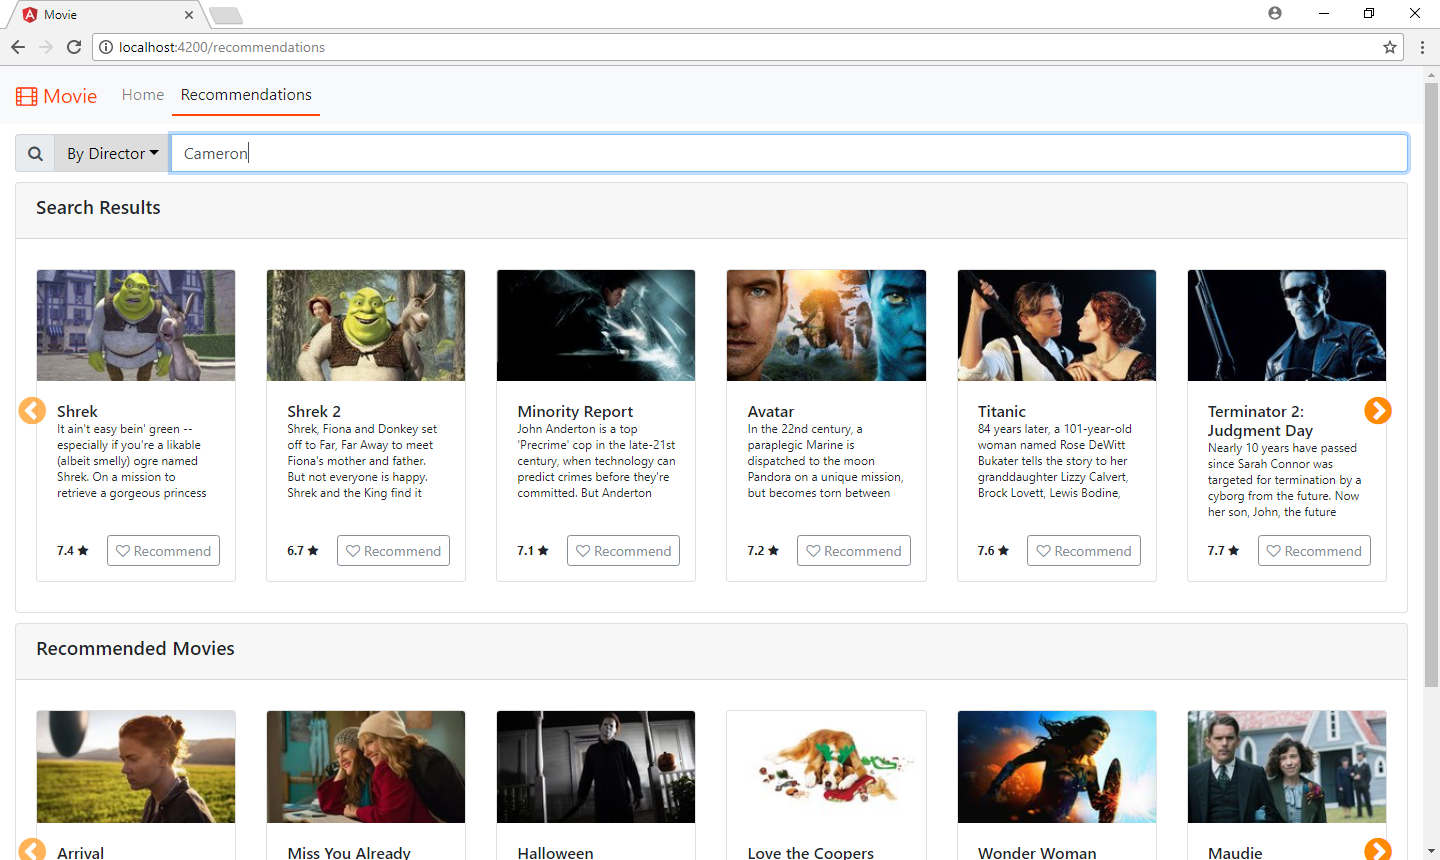 Movie
localhost:4200/recommendations
Movie Home Recommendations
By Director Cameron
Search Results
Shrek
It ain't easy bein' green --
especially if you're a likable
(albeit smelly) ogre named
Shrek. On a mission to
retrieve a gorgeous princess
7.4 Recommend
Shrek 2
Shrek, Fiona and Donkey set
off to Far, Far Away to meet
Fiona's mother and father.
But not everyone is happy.
Shrek and the King find it
6.7 Recommend
Minority Report
John Anderton is a top
'Precrime' cop in the late-21st
century, when technology can
predict crimes before they're
committed. But Anderton
7.1 Recommend
Avatar
In the 22nd century, a
paraplegic Marine is
dispatched to the moon
Pandora on a unique mission,
but becomes torn between
7.2 Recommend
Titanic
84 years later, a 101-year-old
woman named Rose DeWitt
Bukater tells the story to her
granddaughter Lizzy Calvert,
Brock Lovett, Lewis Bodine,
7.6 Recommend
Terminator 2:
Judgment Day
Nearly 10 years have passed
since Sarah Connor was
targeted for termination by a
cyborg from the future. Now
her son, John, the future
7.7 Recommend
Recommended Movies
Arrival
Miss You Already
Halloween
Love the Coopers
Wonder Woman
Maudie